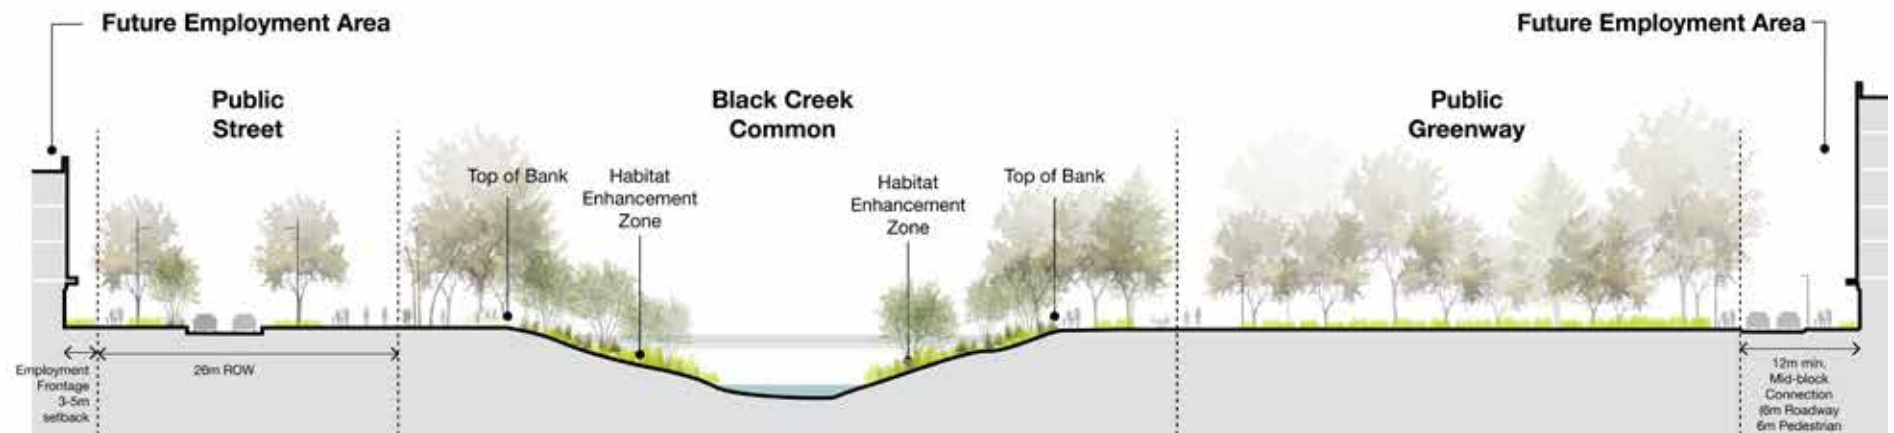 Future Employment Area
Future Employment Area
Public
Street
Black Creek
Common
Public
Greenway
Top of Bank
Habitat
Enhancement
Zone
Habitat
Enhancement
Zone
Top of Bank
Employment
Frontage
3-5m
setback
26m ROW
12m min.
Mid-block
Connection
(6m Roadway
6m Pedestrian